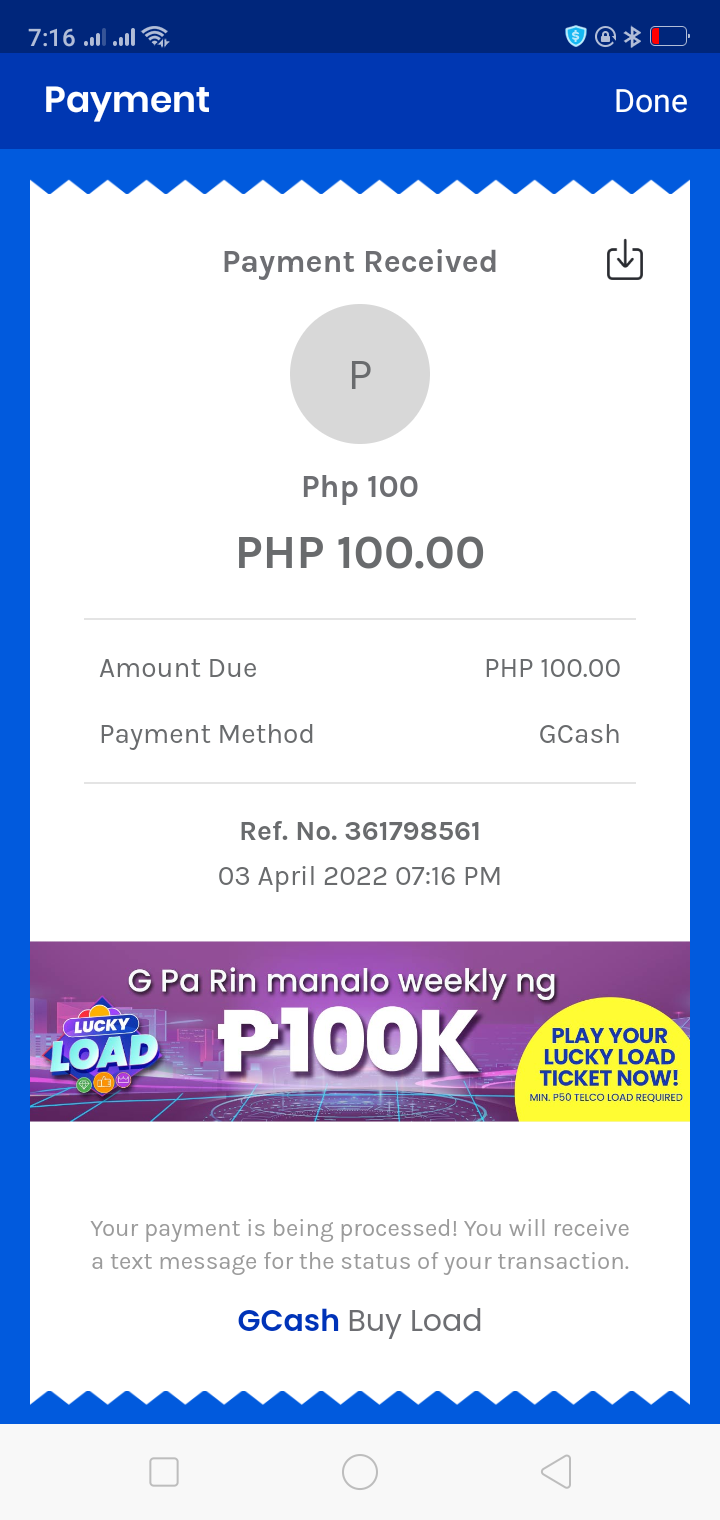 7:16
Payment
Done
Payment Received
P
Php 100
PHP 100.00
Amount Due PHP 100.00
Payment Method GCash
Ref. No. 361798561
03 April 2022 07:16 PM
G Pa Rin manalo weekly ng
₱100K
LUCKY
LOAD
PLAY YOUR
LUCKY LOAD
TICKET NOW!
MIN. P50 TELCO LOAD REQUIRED
Your payment is being processed! You will receive
a text message for the status of your transaction.
GCash Buy Load